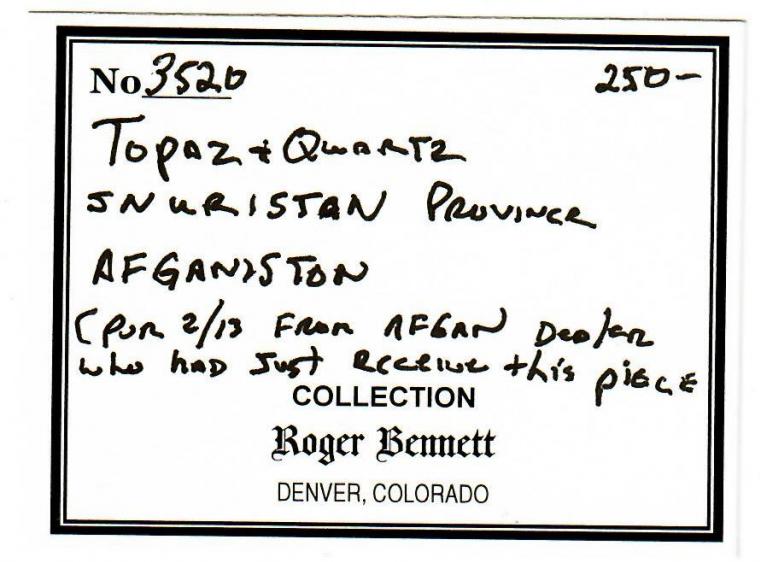 No 3520 250-
Topaz + Quartz
JNURISTAN Province
AFGANISTON
(Pur 2/13 From AFGAN Dealer
who had Just Receive this piece
COLLECTION
Roger Bennett
DENVER, COLORADO